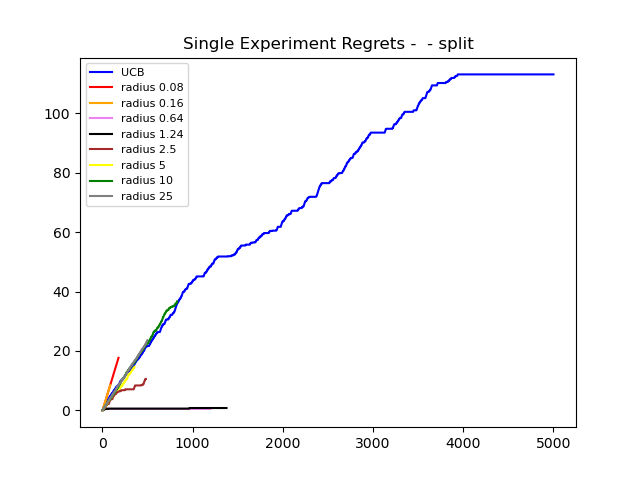 Single Experiment Regrets -  - split
UCB
radius 0.08
radius 0.16
radius 0.64
radius 1.24
radius 2.5
radius 5
radius 10
radius 25
100
80
60
40
20
0
0 1000 2000 3000 4000 5000